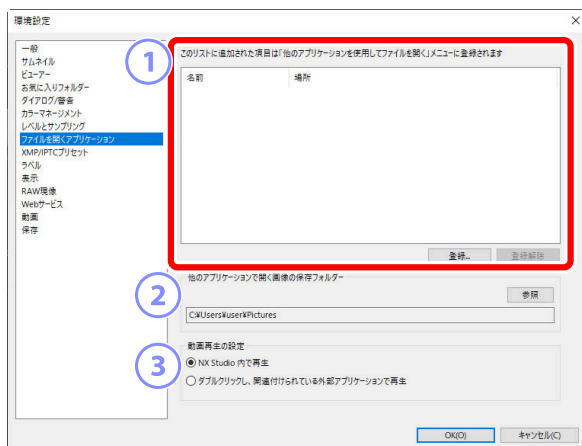 環境設定
一般
サムネイル
ビューアー
お気に入りフォルダー
ダイアログ/警告
カラーマネージメント
レベルとサンプリング
ファイルを開くアプリケーション
XMP/IPTCプリセット
ラベル
表示
RAW現像
Webサービス
動画
保存
1
このリストに追加された項目は「他のアプリケーションを使用してファイルを開く」メニューに登録されます
名前 場所
登録... 登録解除
2
他のアプリケーションで開く画像の保存フォルダー
参照
C:¥Users¥user¥Pictures
3
動画再生の設定
NX Studio 内で再生
ダブルクリックし、関連付けられている外部アプリケーションで再生
OK(O) キャンセル(C)